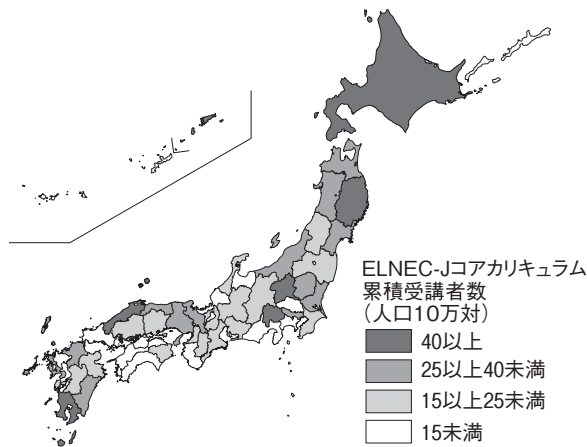 ELNEC-Jコアカリキュラム
累積受講者数
(人口10万対)
40以上
25以上40未満
15以上25未満
15未満